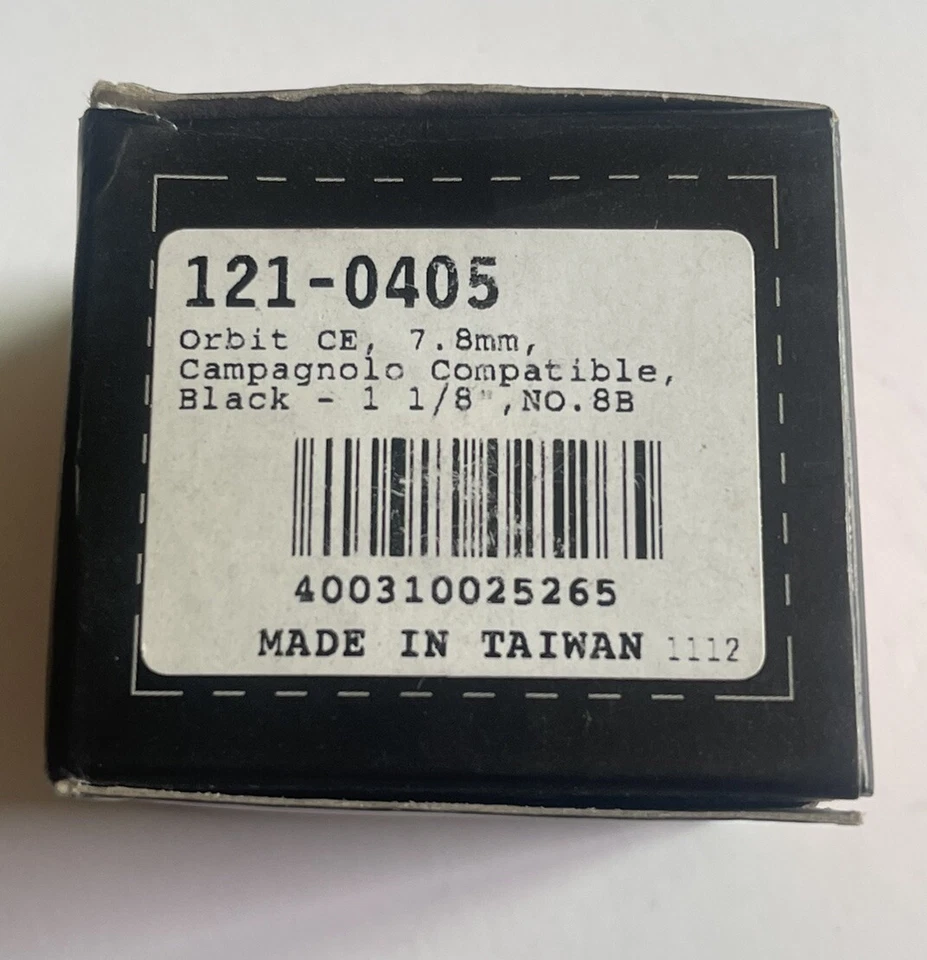 121-0405
Orbit CE, 7.8mm,
Campagnolo Compatible,
Black - 1 1/8",NO.8B
400310025265
MADE IN TAIWAN 1112